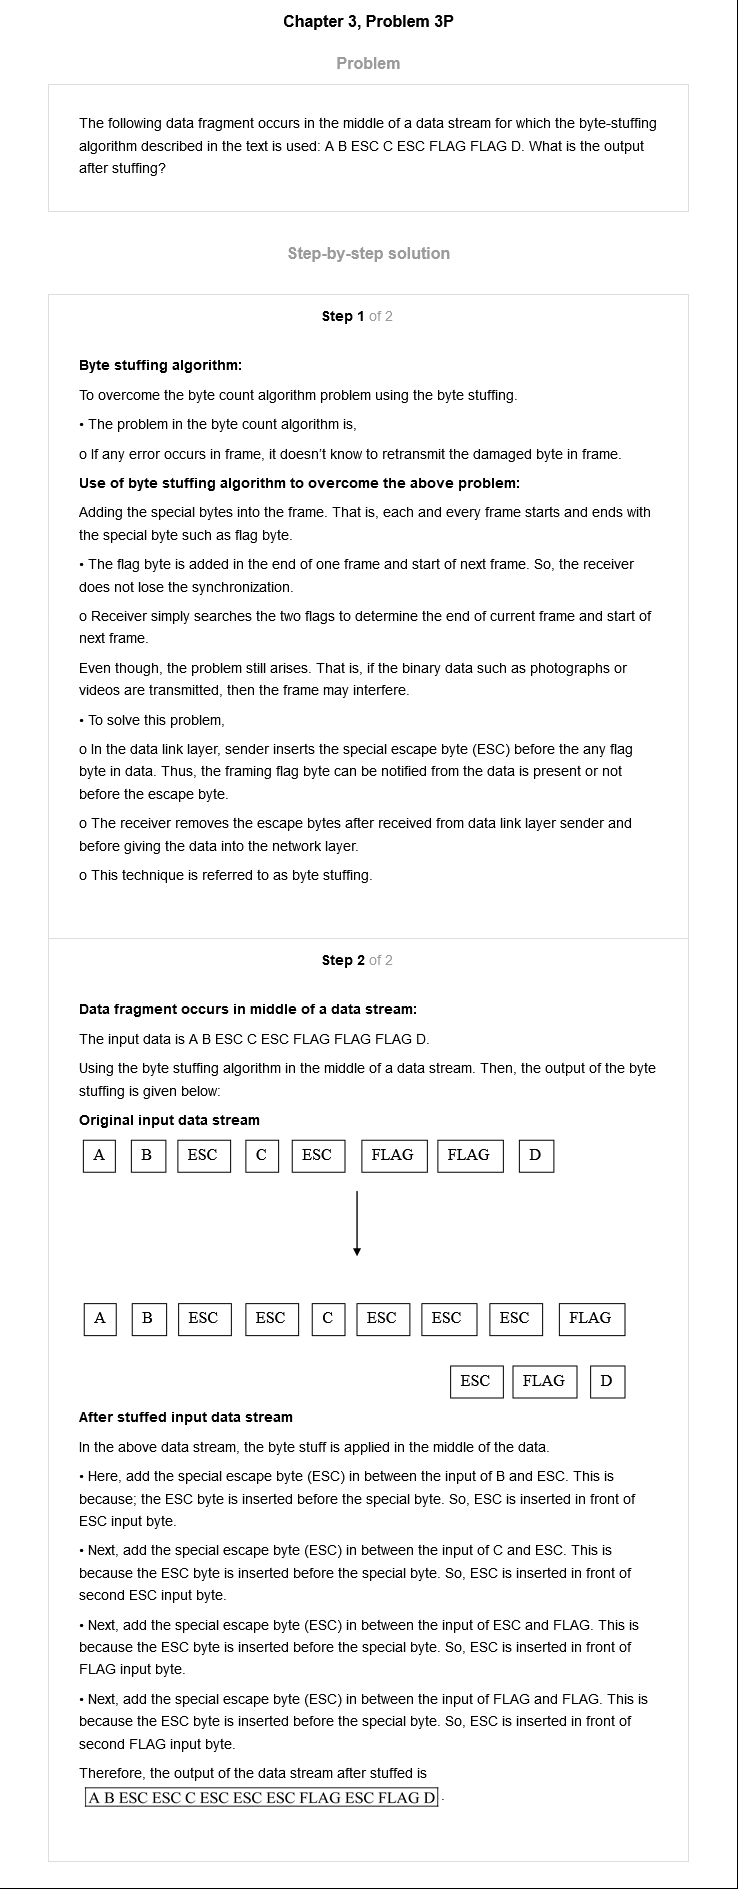 Chapter 3, Problem 3P
Problem
The following data fragment occurs in the middle of a data stream for which the byte-stuffing
algorithm described in the text is used: A B ESC C ESC FLAG FLAG D. What is the output
after stuffing?
Step-by-step solution
Step 1 of 2
Byte stuffing algorithm:
To overcome the byte count algorithm problem using the byte stuffing.
• The problem in the byte count algorithm is,
o If any error occurs in frame, it doesn't know to retransmit the damaged byte in frame.
Use of byte stuffing algorithm to overcome the above problem:
Adding the special bytes into the frame. That is, each and every frame starts and ends with
the special byte such as flag byte.
• The flag byte is added in the end of one frame and start of next frame. So, the receiver
does not lose the synchronization.
o Receiver simply searches the two flags to determine the end of current frame and start of
next frame.
Even though, the problem still arises. That is, if the binary data such as photographs or
videos are transmitted, then the frame may interfere.
• To solve this problem,
o In the data link layer, sender inserts the special escape byte (ESC) before the any flag
byte in data. Thus, the framing flag byte can be notified from the data is present or not
before the escape byte.
o The receiver removes the escape bytes after received from data link layer sender and
before giving the data into the network layer.
o This technique is referred to as byte stuffing.
Step 2 of 2
Data fragment occurs in middle of a data stream:
The input data is A B ESC C ESC FLAG FLAG FLAG D.
Using the byte stuffing algorithm in the middle of a data stream. Then, the output of the byte
stuffing is given below:
Original input data stream
A B ESC C ESC FLAG FLAG D
A B ESC ESC C ESC ESC ESC FLAG
ESC FLAG D
After stuffed input data stream
In the above data stream, the byte stuff is applied in the middle of the data.
• Here, add the special escape byte (ESC) in between the input of B and ESC. This is
because; the ESC byte is inserted before the special byte. So, ESC is inserted in front of
ESC input byte.
• Next, add the special escape byte (ESC) in between the input of C and ESC. This is
because the ESC byte is inserted before the special byte. So, ESC is inserted in front of
second ESC input byte.
• Next, add the special escape byte (ESC) in between the input of ESC and FLAG. This is
because the ESC byte is inserted before the special byte. So, ESC is inserted in front of
FLAG input byte.
• Next, add the special escape byte (ESC) in between the input of FLAG and FLAG. This is
because the ESC byte is inserted before the special byte. So, ESC is inserted in front of
second FLAG input byte.
Therefore, the output of the data stream after stuffed is
A B ESC ESC C ESC ESC ESC FLAG ESC FLAG D.